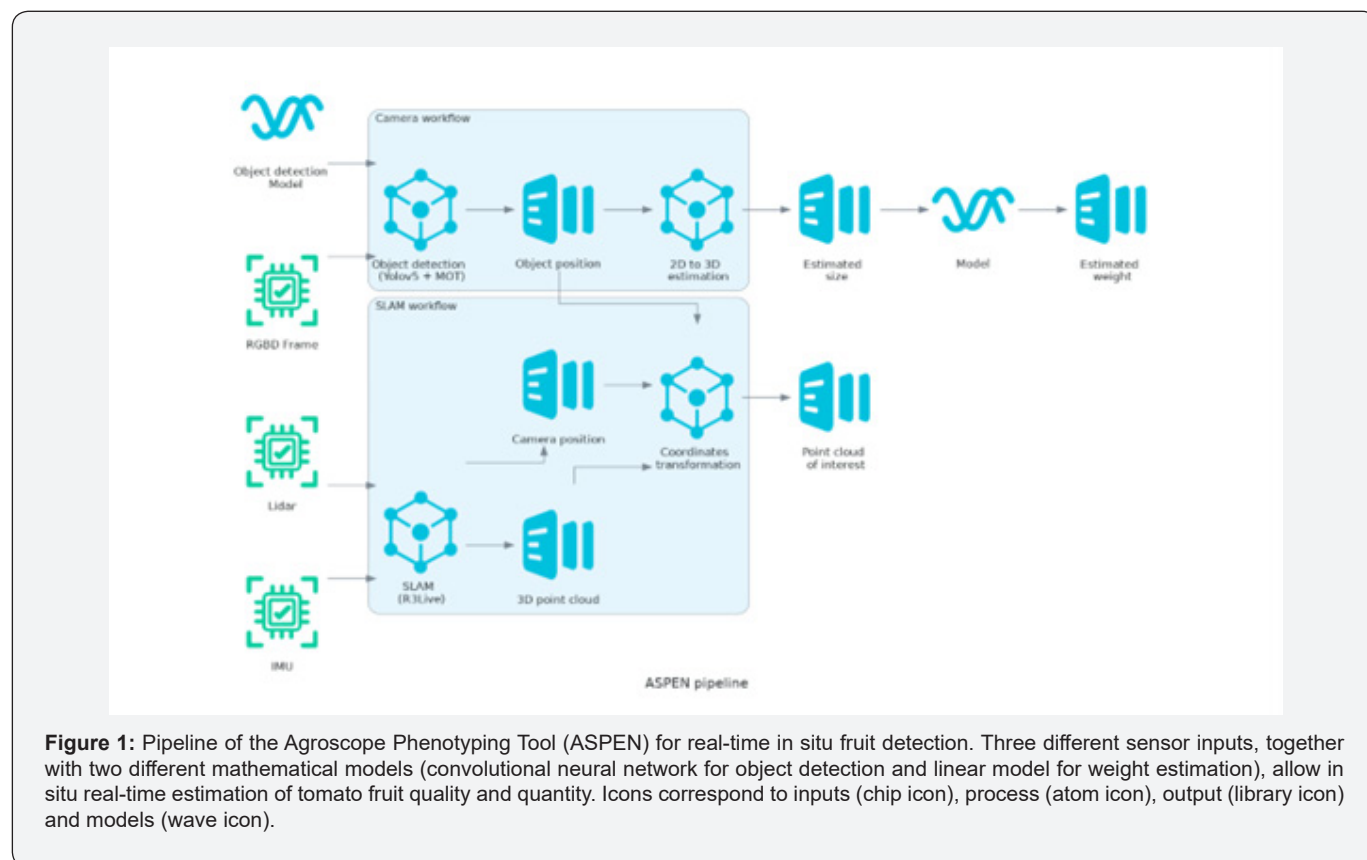 Camera workflow
Object detection
Model
Object detection
(Yolov5 + MOT)
Object position
2D to 3D
estimation
Estimated
size
Model
Estimated
weight
RGBD Frame
SLAM workflow
Camera position
Coordinates
transformation
Point cloud
of interest
Lidar
SLAM
(R3Live)
3D point cloud
IMU
ASPEN pipeline
Figure 1: Pipeline of the Agroscope Phenotyping Tool (ASPEN) for real-time in situ fruit detection. Three different sensor inputs, together
with two different mathematical models (convolutional neural network for object detection and linear model for weight estimation), allow in
situ real-time estimation of tomato fruit quality and quantity. Icons correspond to inputs (chip icon), process (atom icon), output (library icon)
and models (wave icon).